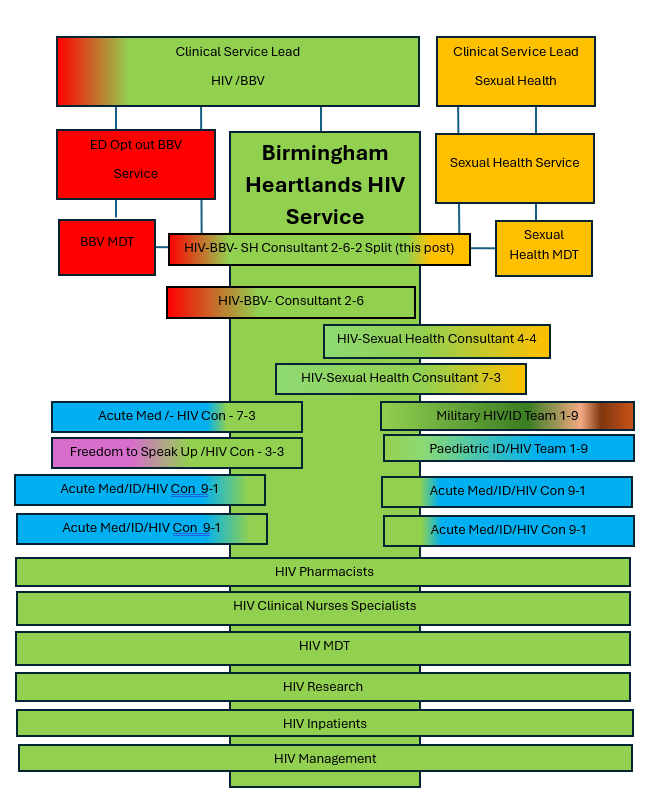 Clinical Service Lead
HIV /BBV
Clinical Service Lead
Sexual Health
ED Opt out BBV
Service
Birmingham
Heartlands HIV
Service
Sexual Health Service
BBV MDT
HIV-BBV- SH Consultant 2-6-2 Split (this post)
Sexual
Health MDT
HIV-BBV- Consultant 2-6
HIV-Sexual Health Consultant 4-4
HIV-Sexual Health Consultant 7-3
Acute Med /- HIV Con - 7-3
Military HIV/ID Team 1-9
Freedom to Speak Up /HIV Con - 3-3
Paediatric ID/HIV Team 1-9
Acute Med/ID/HIV Con 9-1
Acute Med/ID/HIV Con 9-1
Acute Med/ID/HIV Con 9-1
Acute Med/ID/HIV Con 9-1
HIV Pharmacists
HIV Clinical Nurses Specialists
HIV MDT
HIV Research
HIV Inpatients
HIV Management